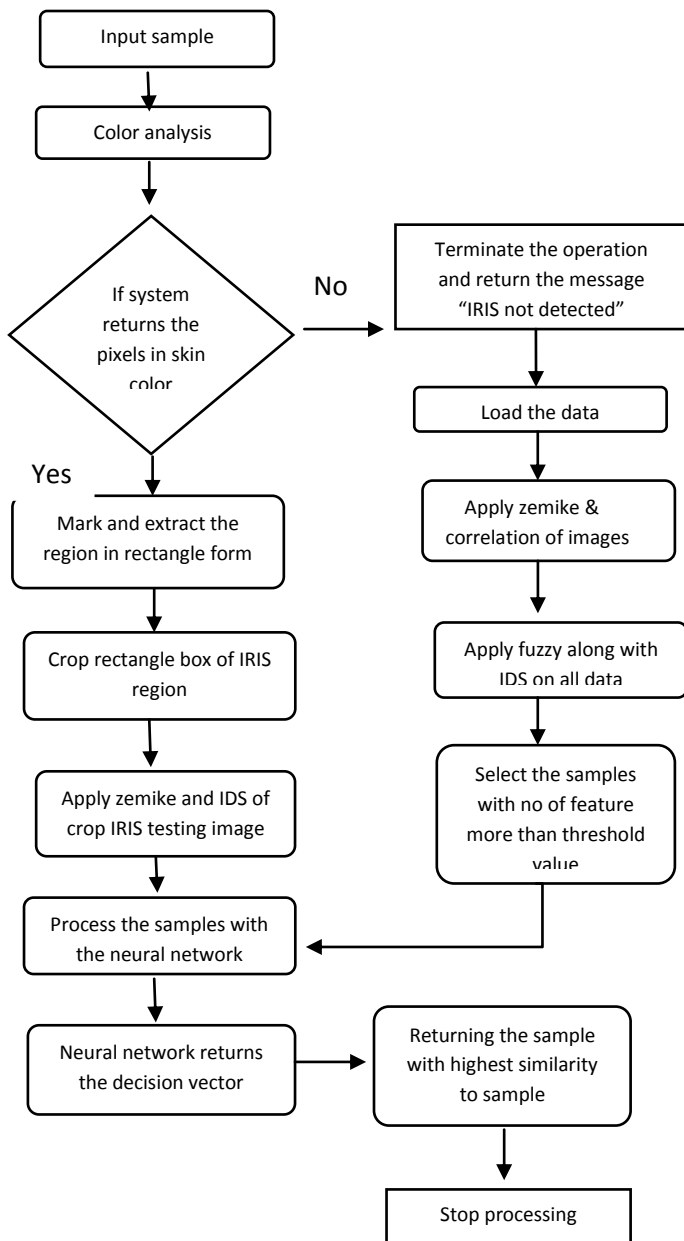 Input sample
Color analysis
If system
returns the
pixels in skin
color
No
Terminate the operation
and return the message
“IRIS not detected”
Load the data
Apply zemike &
correlation of images
Apply fuzzy along with
IDS on all data
Select the samples
with no of feature
more than threshold
value
Yes
Mark and extract the
region in rectangle form
Crop rectangle box of IRIS
region
Apply zemike and IDS of
crop IRIS testing image
Process the samples with
the neural network
Neural network returns
the decision vector
Returning the sample
with highest similarity
to sample
Stop processing